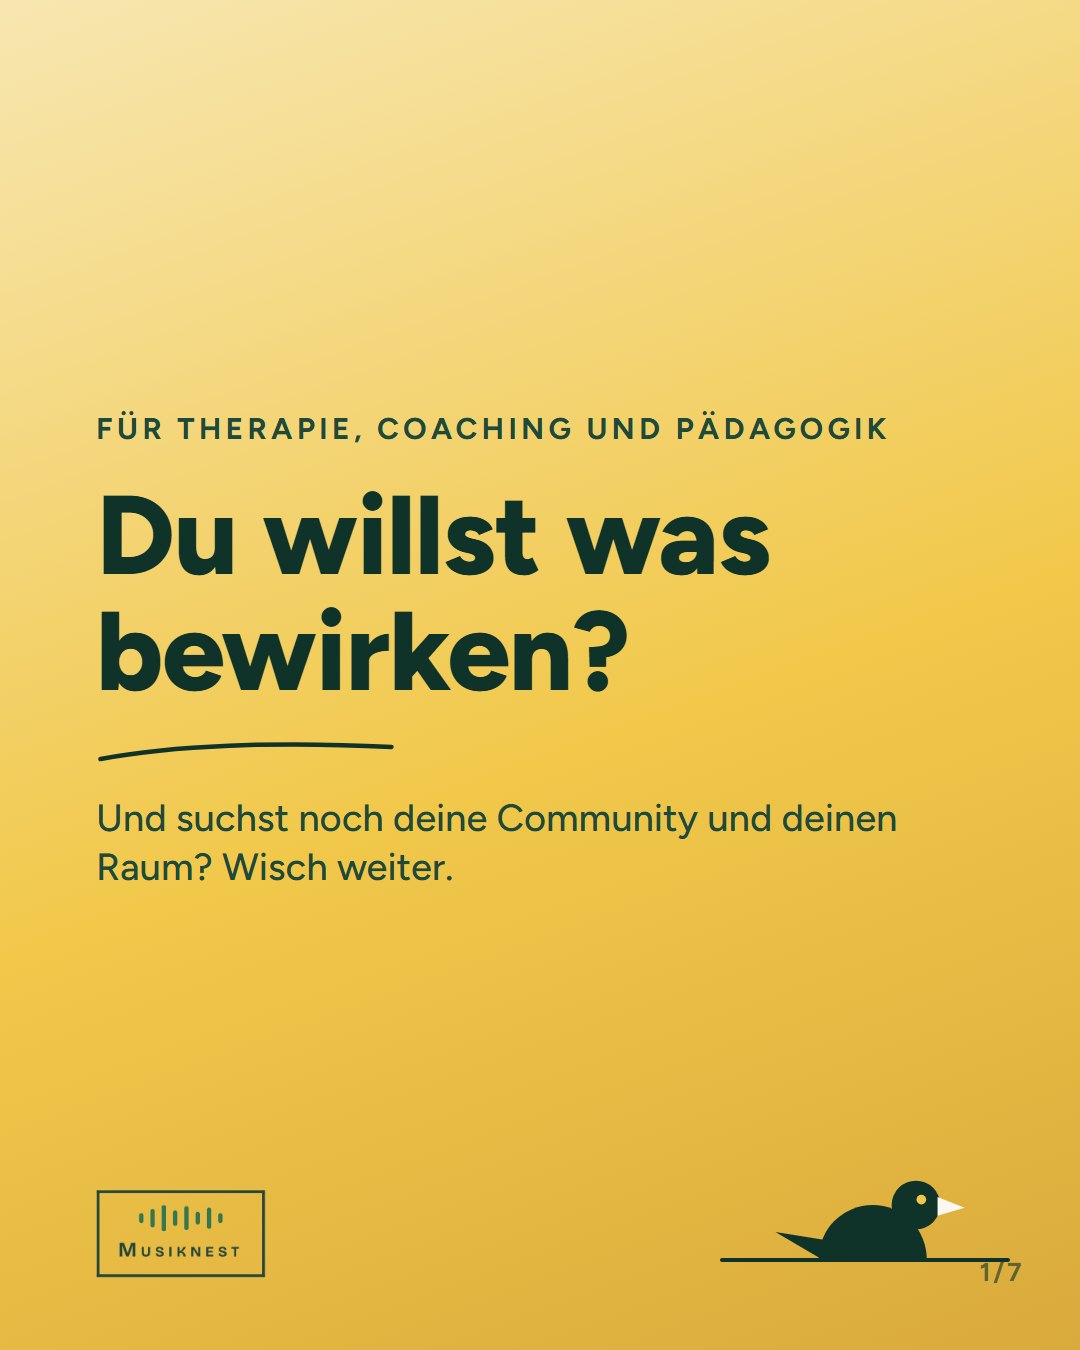 FÜR THERAPIE, COACHING UND PÄDAGOGIK
Du willst was
bewirken?
Und suchst noch deine Community und deinen
Raum? Wisch weiter.
MUSIKNEST
1/7